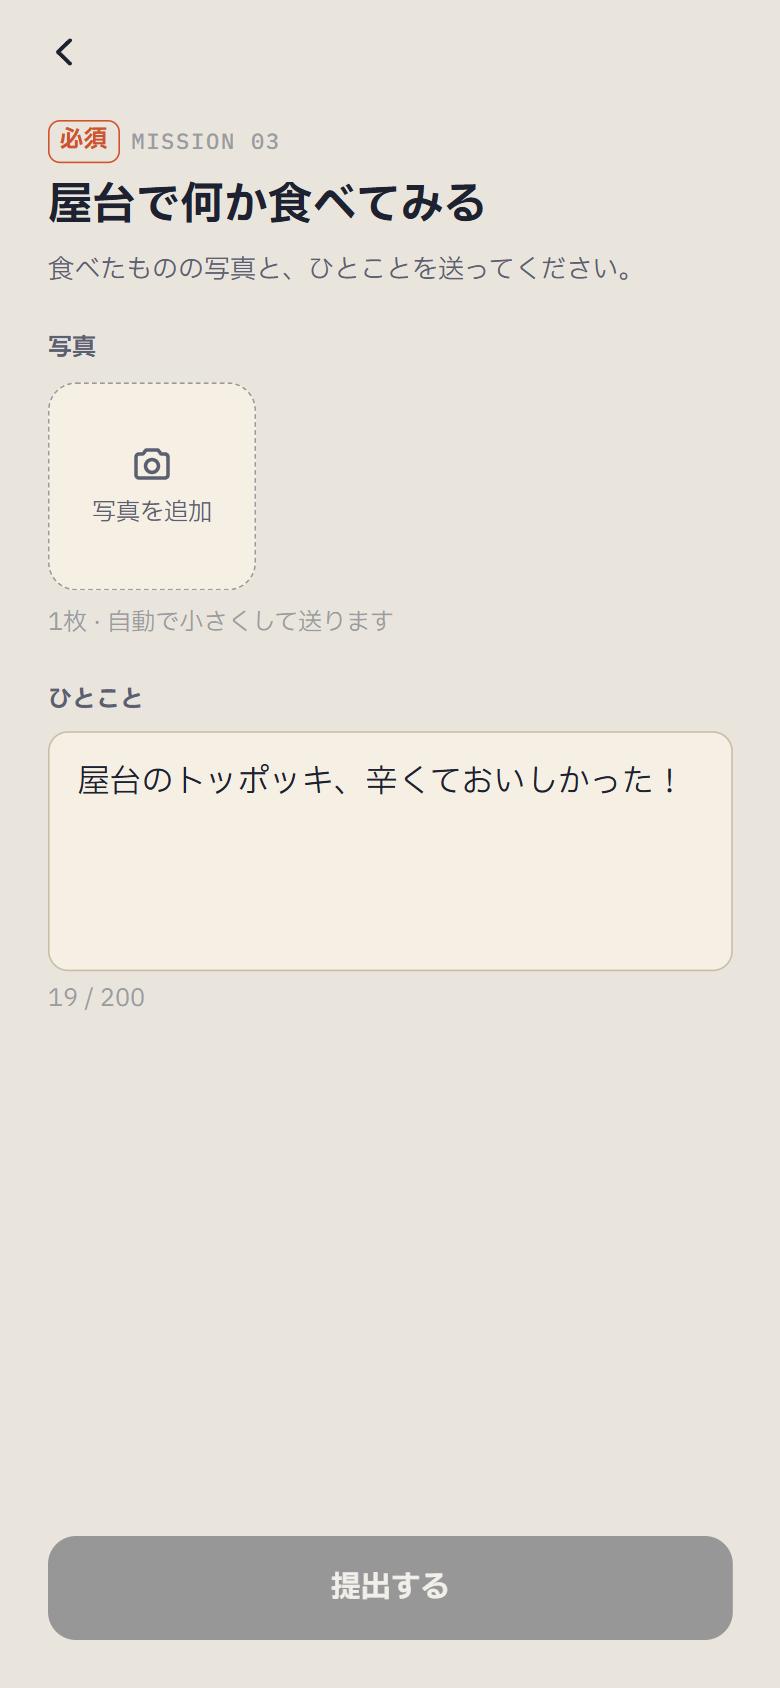 必須 MISSION 03
屋台で何か食べてみる
食べたものの写真と、ひとことを送ってください。
写真
写真を追加
1枚 · 自動で小さくして送ります
ひとこと
屋台のトッポッキ、辛くておいしかった！
19 / 200
提出する